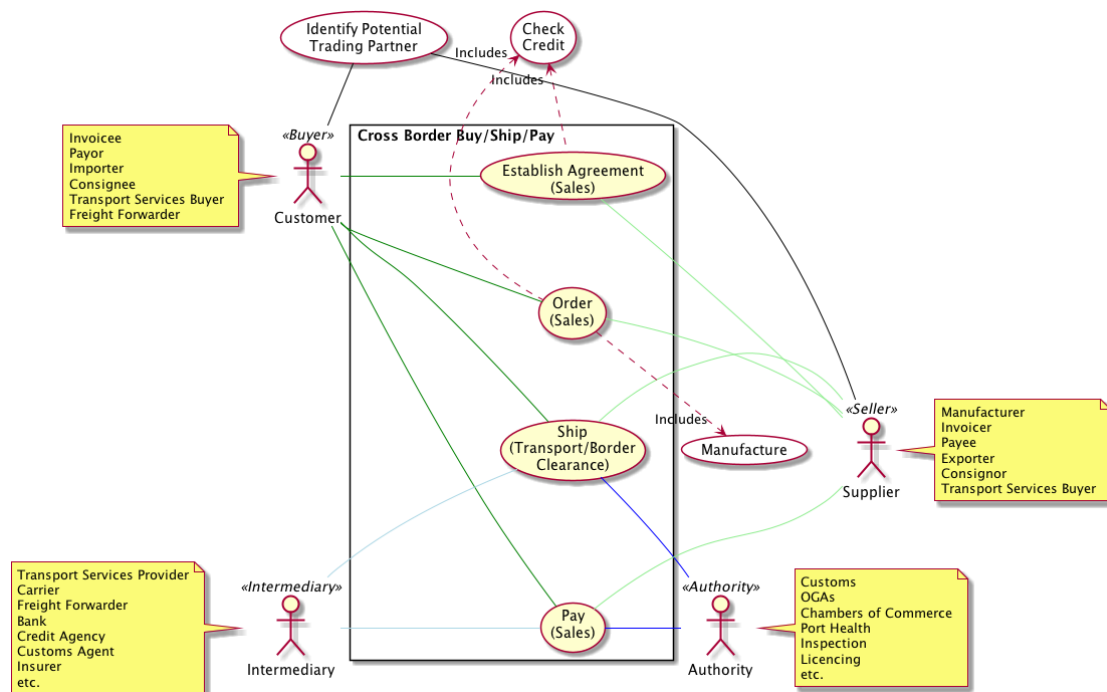 Identify Potential
Trading Partner
Check
Credit
Includes
Includes
Cross Border Buy/Ship/Pay
«Buyer»
Customer
Invoicee
Payor
Importer
Consignee
Transport Services Buyer
Freight Forwarder
Establish Agreement
(Sales)
Order
(Sales)
Includes
Manufacture
Ship
(Transport/Border
Clearance)
«Seller»
Supplier
Manufacturer
Invoicer
Payee
Exporter
Consignor
Transport Services Buyer
Transport Services Provider
Carrier
Freight Forwarder
Bank
Credit Agency
Customs Agent
Insurer
etc.
«Intermediary»
Intermediary
Pay
(Sales)
«Authority»
Authority
Customs
OGAs
Chambers of Commerce
Port Health
Inspection
Licencing
etc.